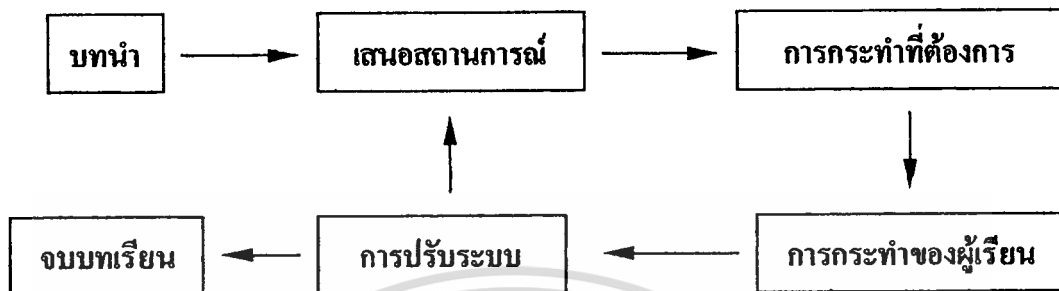 บทนำ
เสนอสถานการณ์
การกระทำที่ต้องการ
จบบทเรียน
การปรับระบบ
การกระทำของผู้เรียน